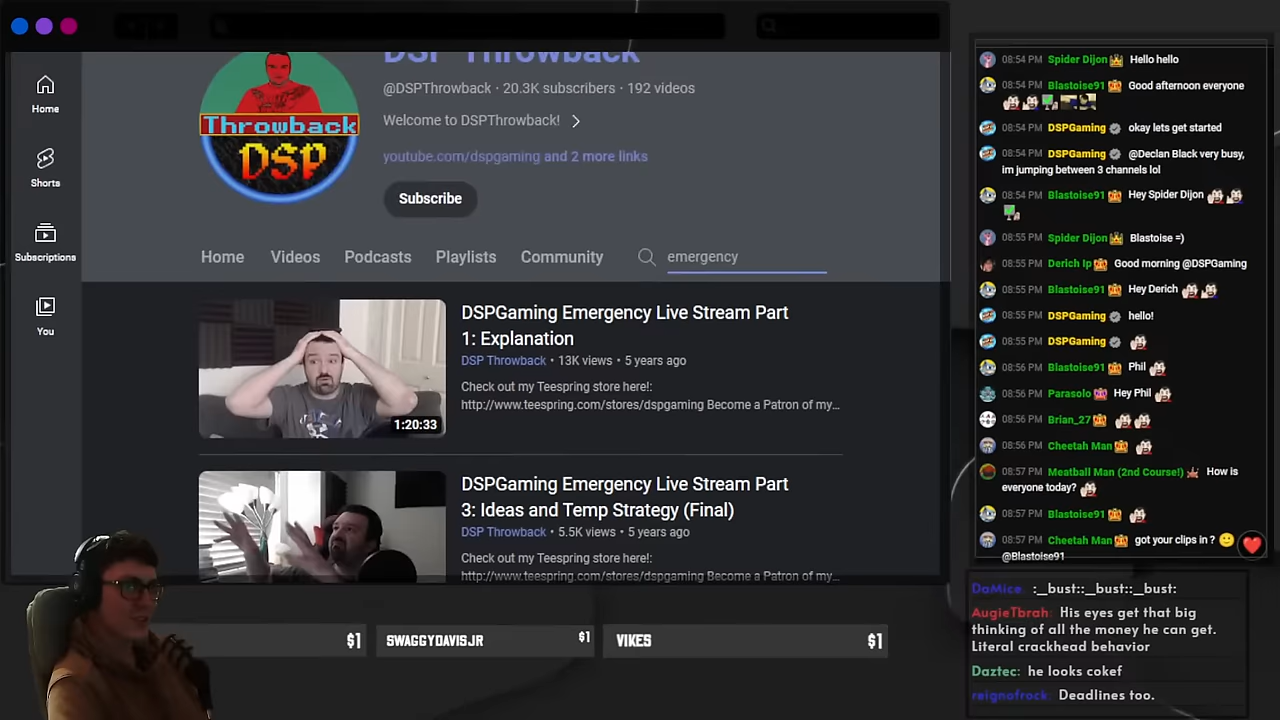 DSP Throwback
@DSPThrowback · 20.3K subscribers · 192 videos
Welcome to DSPThrowback!
youtube.com/dspgaming and 2 more links
Subscribe
Throwback
DSP
Home
Shorts
Subscriptions
You
Home Videos Podcasts Playlists Community emergency
DSPGaming Emergency Live Stream Part
1: Explanation
DSP Throwback • 13K views • 5 years ago
Check out my Teespring store here!:
http://www.teespring.com/stores/dspgaming Become a Patron of my...
1:20:33
DSPGaming Emergency Live Stream Part
3: Ideas and Temp Strategy (Final)
DSP Throwback • 5.5K views • 5 years ago
Check out my Teespring store here!:
http://www.teespring.com/stores/dspgaming Become a Patron of my...
$1
SWAGGYDAVISJR $1
VIKES $1
08:54 PM Spider Dijon Hello hello
08:54 PM Blastoise91 Good afternoon everyone
08:54 PM DSPGaming okay lets get started
08:54 PM DSPGaming @Declan Black very busy,
im jumping between 3 channels lol
08:54 PM Blastoise91 Hey Spider Dijon
08:55 PM Spider Dijon Blastoise =)
08:55 PM Derich Ip Good morning @DSPGaming
08:55 PM Blastoise91 Hey Derich
08:55 PM DSPGaming hello!
08:55 PM DSPGaming
08:56 PM Blastoise91 Phil
08:56 PM Parasolo Hey Phil
08:56 PM Brian_27
08:56 PM Cheetah Man
08:57 PM Meatball Man (2nd Course!) How is
everyone today?
08:57 PM Blastoise91
08:57 PM Cheetah Man got your clips in ? 🙂
@Blastoise91
DaMice: :_bust::_bust::_bust:
AugieTbrah: His eyes get that big
thinking of all the money he can get.
Literal crackhead behavior
Daztec: he looks cokef
reignofrock: Deadlines too.